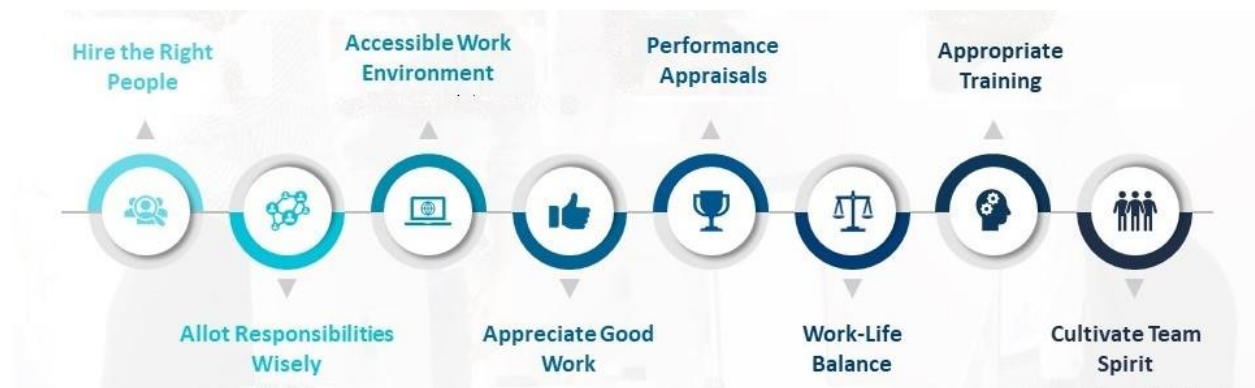 Hire the Right
People
Allot Responsibilities
Wisely
Accessible Work
Environment
Appreciate Good
Work
Performance
Appraisals
Work-Life
Balance
Appropriate
Training
Cultivate Team
Spirit